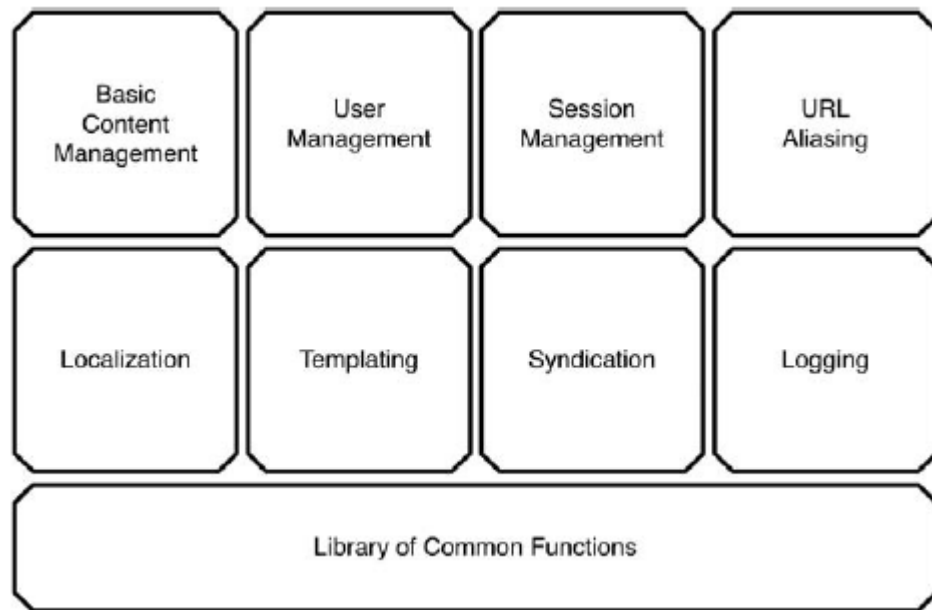 Basic
Content
Management
User
Management
Session
Management
URL
Aliasing
Localization
Templating
Syndication
Logging
Library of Common Functions